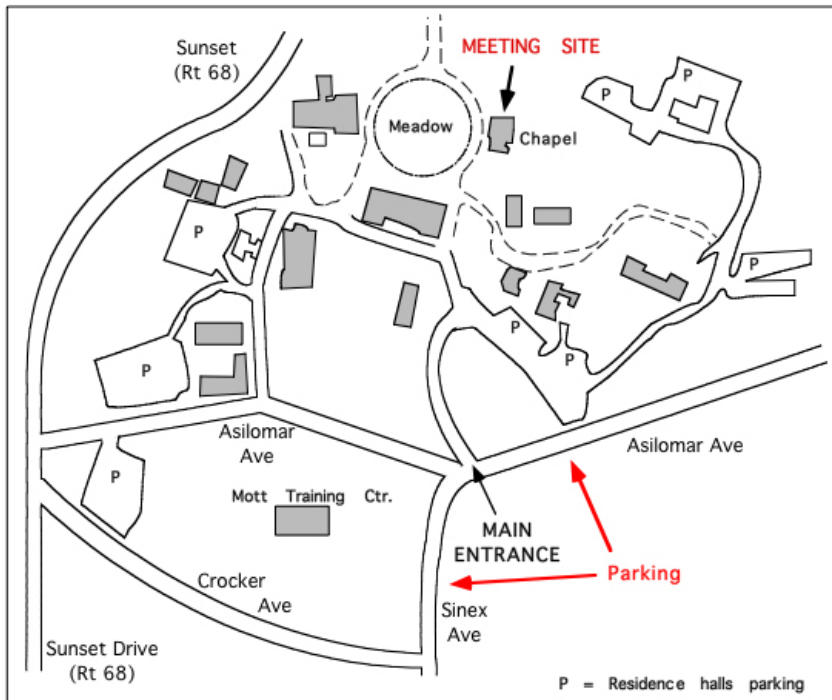 Sunset
(Rt 68)
MEETING SITE
P
P
Meadow
Chapel
P
P
P
P
P
Asilomar
Ave
Asilomar Ave
P
Mott Training Ctr.
MAIN
ENTRANCE
Parking
Crocker
Ave
Sinex
Ave
Sunset Drive
(Rt 68)
P = Residence halls parking